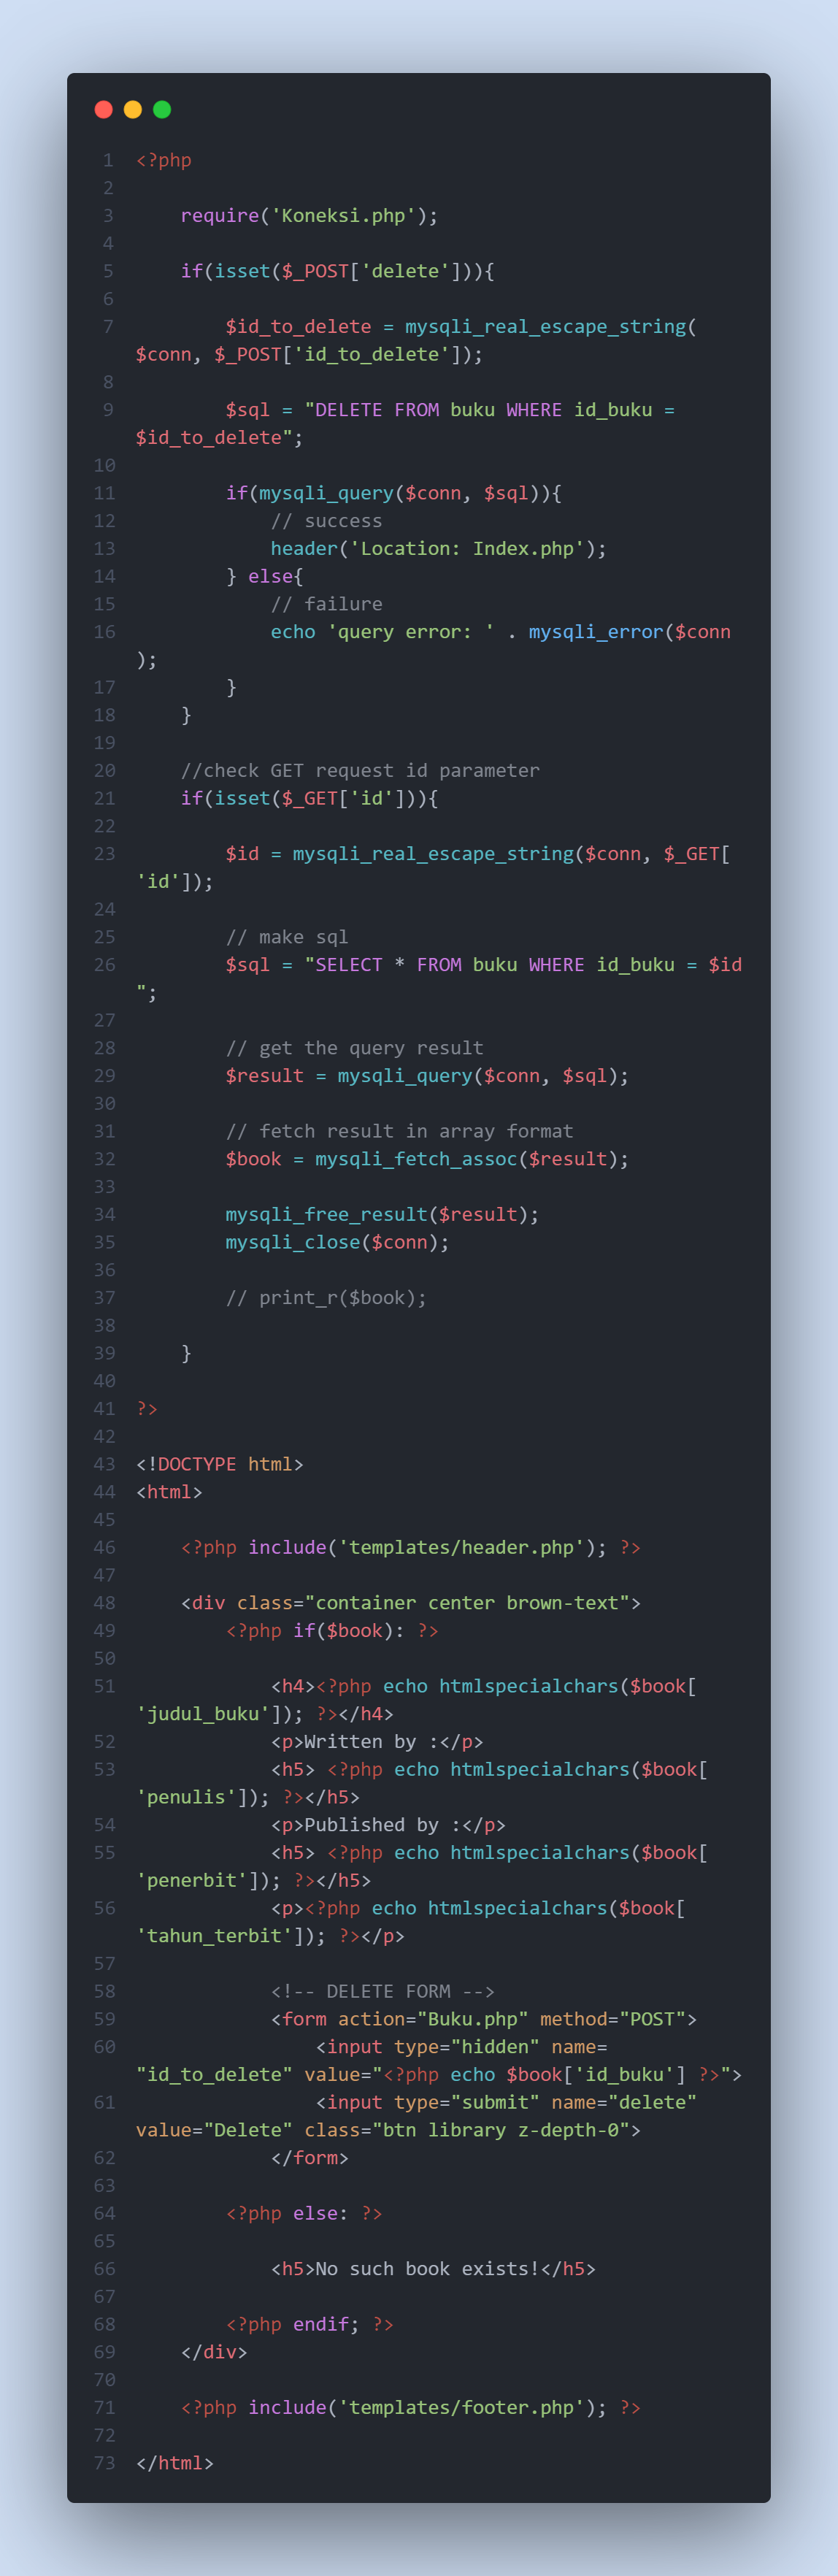 1 <?php
2
3     require('Koneksi.php');
4
5     if(isset($_POST['delete'])){
6
7         $id_to_delete = mysqli_real_escape_string(
$conn, $_POST['id_to_delete']);
8
9         $sql = "DELETE FROM buku WHERE id_buku =
$id_to_delete";
10
11         if(mysqli_query($conn, $sql)){
12             // success
13             header('Location: Index.php');
14         } else{
15             // failure
16             echo 'query error: ' . mysqli_error($conn
);
17         }
18     }
19
20     //check GET request id parameter
21     if(isset($_GET['id'])){
22
23         $id = mysqli_real_escape_string($conn, $_GET[
'id']);
24
25         // make sql
26         $sql = "SELECT * FROM buku WHERE id_buku = $id
";
27
28         // get the query result
29         $result = mysqli_query($conn, $sql);
30
31         // fetch result in array format
32         $book = mysqli_fetch_assoc($result);
33
34         mysqli_free_result($result);
35         mysqli_close($conn);
36
37         // print_r($book);
38
39     }
40
41 ?>
42
43 <!DOCTYPE html>
44 <html>
45
46     <?php include('templates/header.php'); ?>
47
48     <div class="container center brown-text">
49         <?php if($book): ?>
50
51             <h4><?php echo htmlspecialchars($book[
'judul_buku']); ?></h4>
52             <p>Written by :</p>
53             <h5> <?php echo htmlspecialchars($book[
'penulis']); ?></h5>
54             <p>Published by :</p>
55             <h5> <?php echo htmlspecialchars($book[
'penerbit']); ?></h5>
56             <p><?php echo htmlspecialchars($book[
'tahun_terbit']); ?></p>
57
58             <!-- DELETE FORM -->
59             <form action="Buku.php" method="POST">
60                 <input type="hidden" name=
"id_to_delete" value="<?php echo $book['id_buku'] ?>">
61                 <input type="submit" name="delete"
value="Delete" class="btn library z-depth-0">
62             </form>
63
64         <?php else: ?>
65
66             <h5>No such book exists!</h5>
67
68         <?php endif; ?>
69     </div>
70
71     <?php include('templates/footer.php'); ?>
72
73 </html>